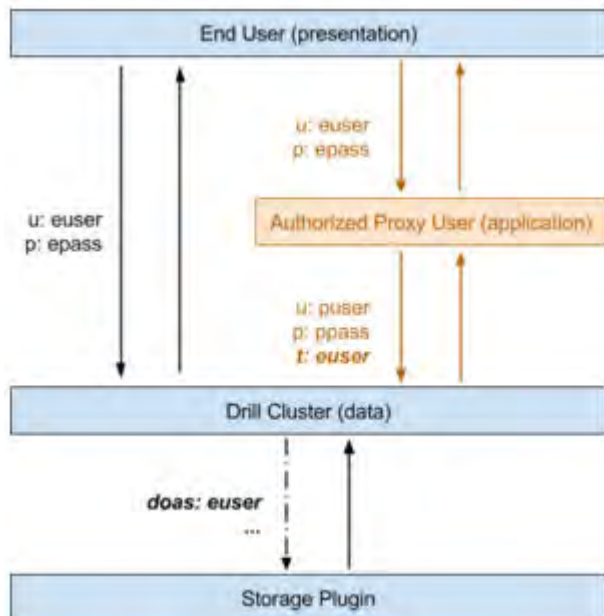 End User (presentation)
u: euser
p: epass
Authorized Proxy User (application)
u: euser
p: epass
u: puser
p: ppass
t: euser
Drill Cluster (data)
doas: euser
...
Storage Plugin